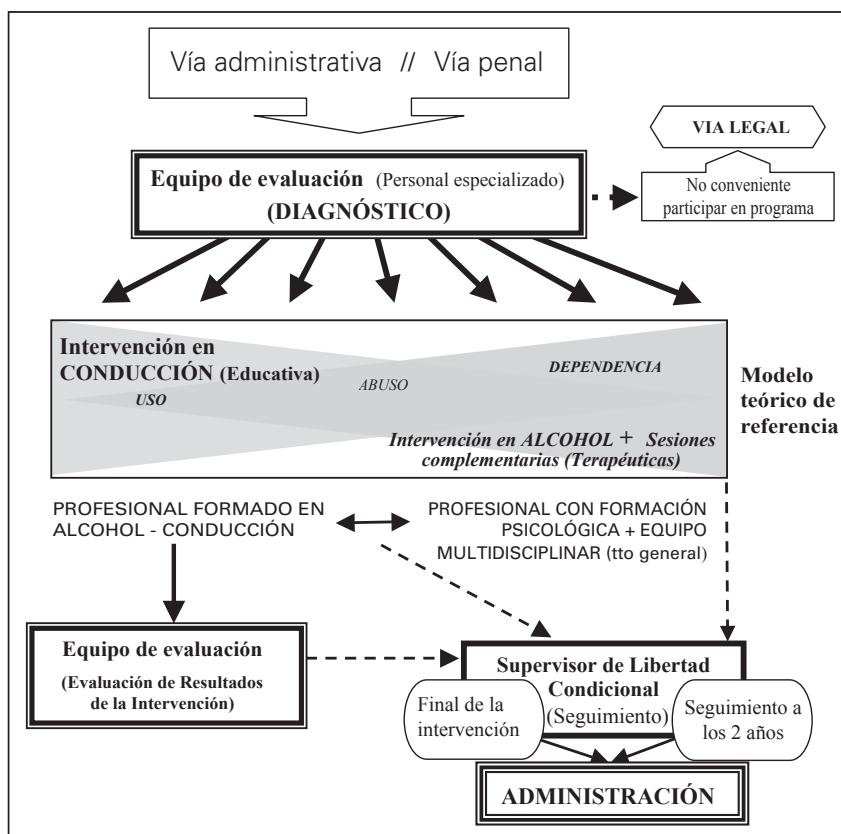 Vía administrativa // Vía penal
VIA LEGAL
No conveniente
participar en programa
Equipo de evaluación (Personal especializado)
(DIAGNÓSTICO)
Intervención en
CONDUCCIÓN (Educativa)
USO
ABUSO
DEPENDENCIA
Intervención en ALCOHOL + Sesiones
complementarias (Terapéuticas)
Modelo
teórico de
referencia
PROFESIONAL FORMADO EN
ALCOHOL - CONDUCCIÓN
PROFESIONAL CON FORMACIÓN
PSICOLÓGICA + EQUIPO
MULTIDISCIPLINAR (tto general)
Equipo de evaluación
(Evaluación de Resultados
de la Intervención)
Supervisor de Libertad
Condicional
(Seguimiento)
Final de la
intervención
Seguimiento a
los 2 años
ADMINISTRACIÓN